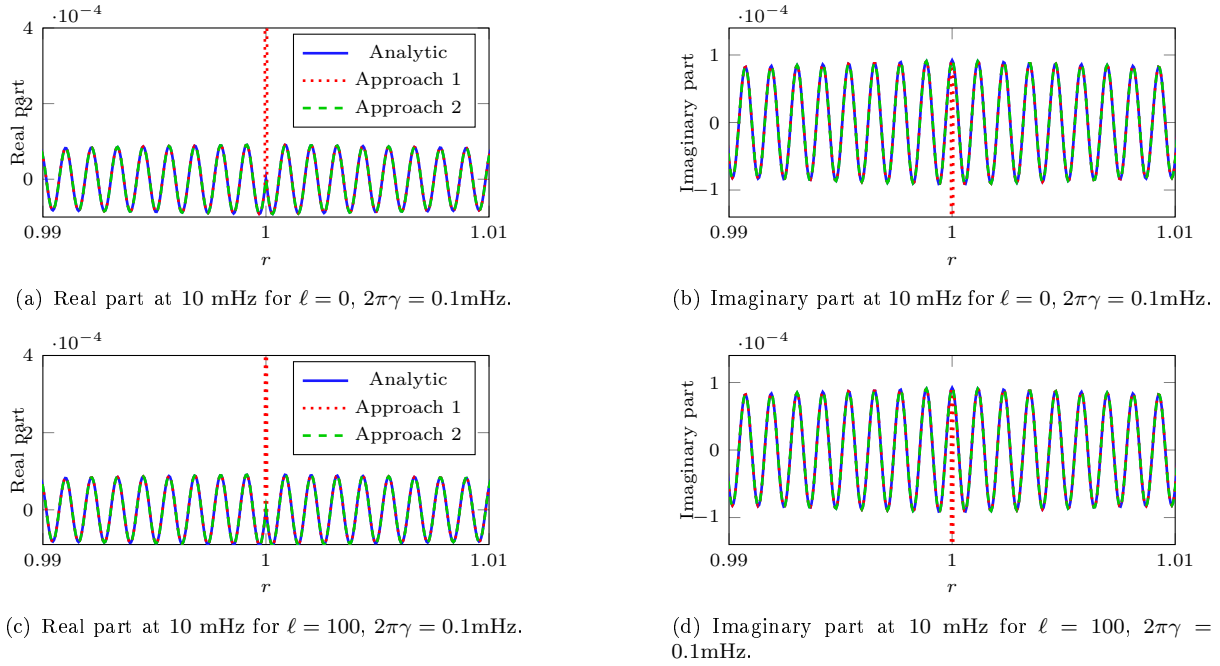 ·10−4
4
2
0
Real part
Analytic
Approach 1
Approach 2
0.99
1
1.01
r
(a) Real part at 10 mHz for ℓ = 0, 2πγ = 0.1mHz.
·10−4
1
0
−1
Imaginary part
0.99
1
1.01
r
(b) Imaginary part at 10 mHz for ℓ = 0, 2πγ = 0.1mHz.
·10−4
4
2
0
Real part
Analytic
Approach 1
Approach 2
0.99
1
1.01
r
(c) Real part at 10 mHz for ℓ = 100, 2πγ = 0.1mHz.
·10−4
1
0
−1
Imaginary part
0.99
1
1.01
r
(d) Imaginary part at 10 mHz for ℓ = 100, 2πγ =
0.1mHz.